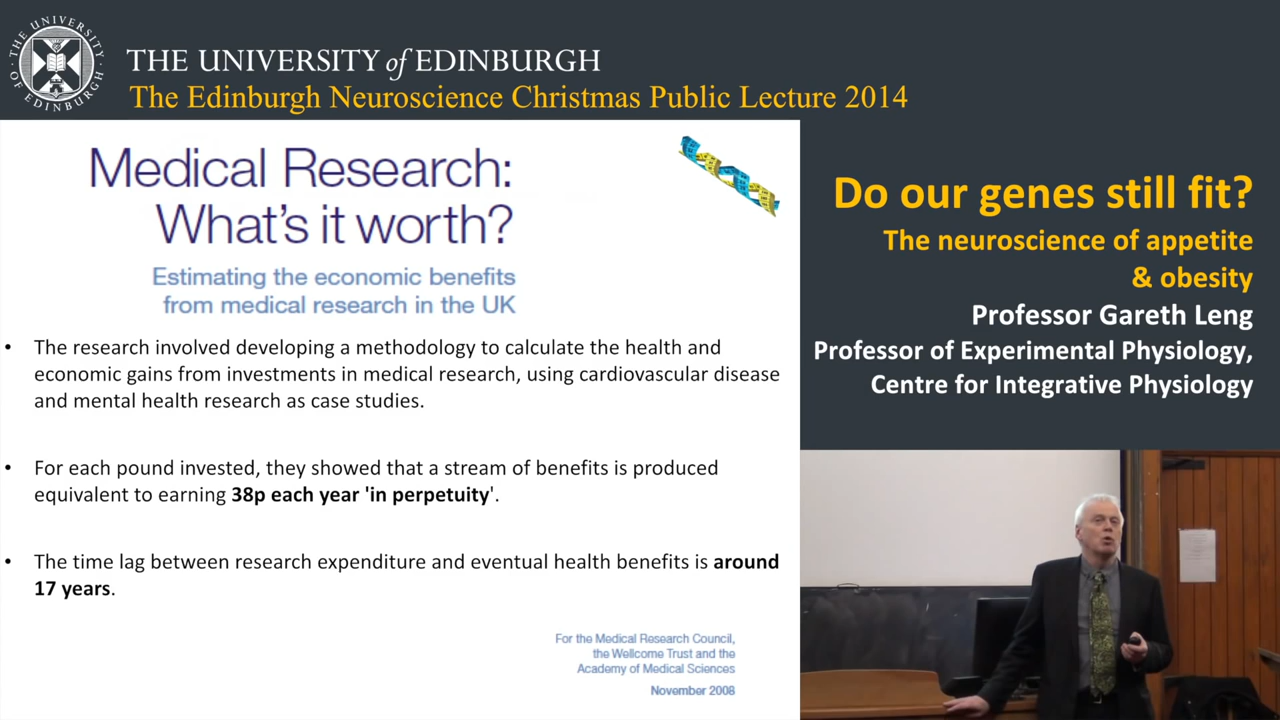 THE UNIVERSITY OF EDINBURGH
THE UNIVERSITY of EDINBURGH
The Edinburgh Neuroscience Christmas Public Lecture 2014
Medical Research:
What's it worth?
Estimating the economic benefits
from medical research in the UK
• The research involved developing a methodology to calculate the health and
economic gains from investments in medical research, using cardiovascular disease
and mental health research as case studies.
• For each pound invested, they showed that a stream of benefits is produced
equivalent to earning 38p each year 'in perpetuity'.
• The time lag between research expenditure and eventual health benefits is around
17 years.
For the Medical Research Council,
the Wellcome Trust and the
Academy of Medical Sciences
November 2008
Do our genes still fit?
The neuroscience of appetite
& obesity
Professor Gareth Leng
Professor of Experimental Physiology,
Centre for Integrative Physiology